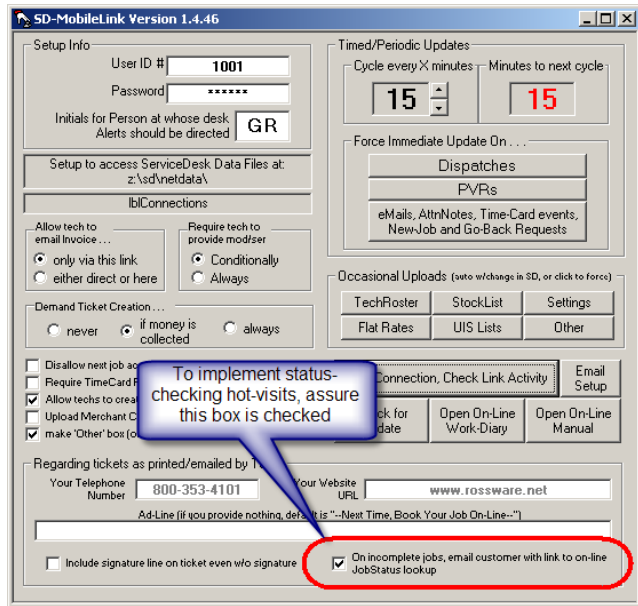 SD-MobileLink Version 1.4.46
Setup Info
User ID # 1001
Password ××××××
Initials for Person at whose desk Alerts should be directed GR
Setup to access ServiceDesk Data Files at:
z:\sd\netdata\
lblConnections
Allow tech to email Invoice . . .
only via this link
either direct or here
Require tech to provide mod/ser
Conditionally
Always
Demand Ticket Creation . . .
never
if money is collected
always
Timed/Periodic Updates
Cycle every X minutes
15
Minutes to next cycle
15
Force Immediate Update On . . .
Dispatches
PVRs
eMails, AttnNotes, Time-Card events,
New-Job and Go-Back Requests
Occasional Uploads (auto w/change in SD, or click to force)
TechRoster StockList Settings
Flat Rates UIS Lists Other
Disallow next job
Require TimeCard
Allow techs to
Upload Merchant
make 'Other' box
To implement status-
checking hot-visits, assure
this box is checked
Connection, Check Link Activity
Email Setup
for
Open On-Line Work-Diary
Open On-Line Manual
Regarding tickets as printed/emailed by
Your Telephone Number 800-353-4101
Your Website URL www.rossware.net
Ad-Line (if you provide nothing, default is "--Next Time, Book Your Job On-Line--")
Include signature line on ticket even w/o signature
On incomplete jobs, email customer with link to on-line
JobStatus lookup